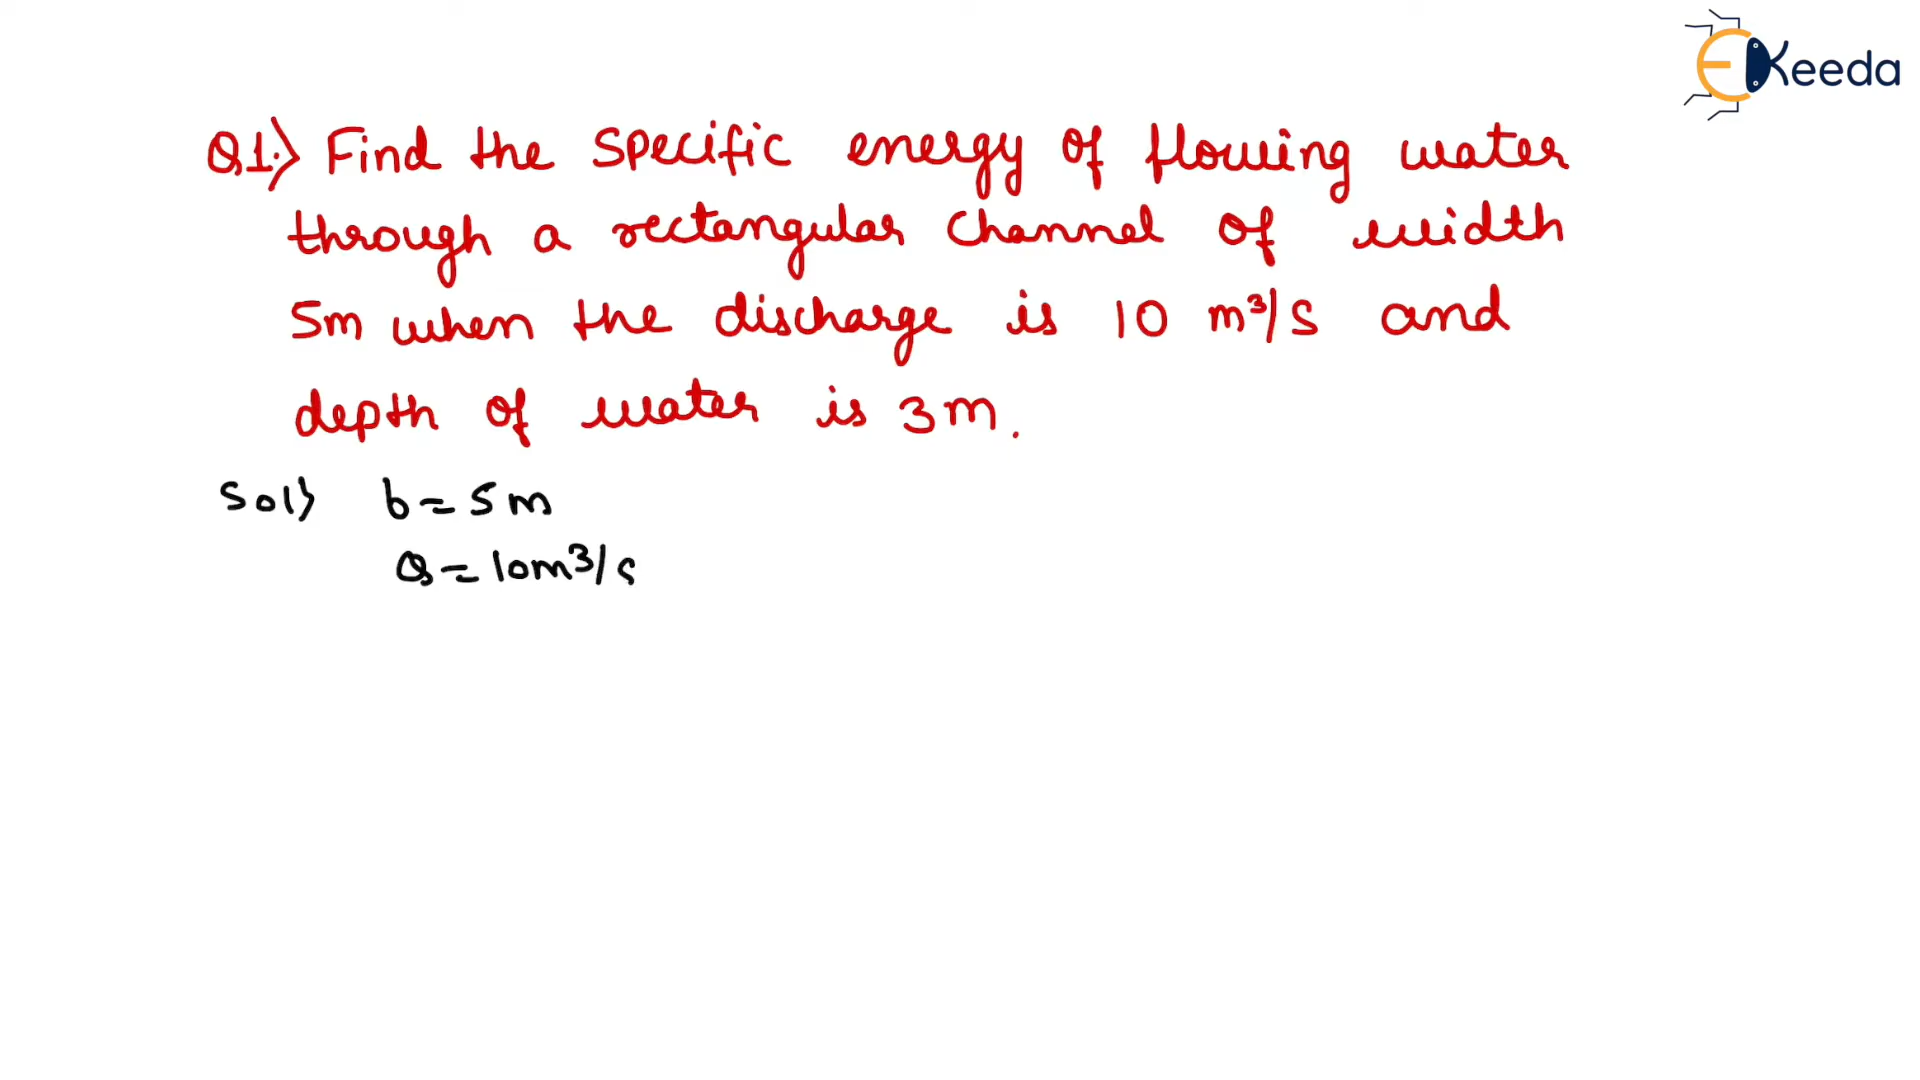 EKeeda
Q1.) Find the specific energy of flowing water
through a rectangular channel of width
5m when the discharge is 10 m³/s and
depth of water is 3m.
Sol) b = 5m
Q = 10m³/s